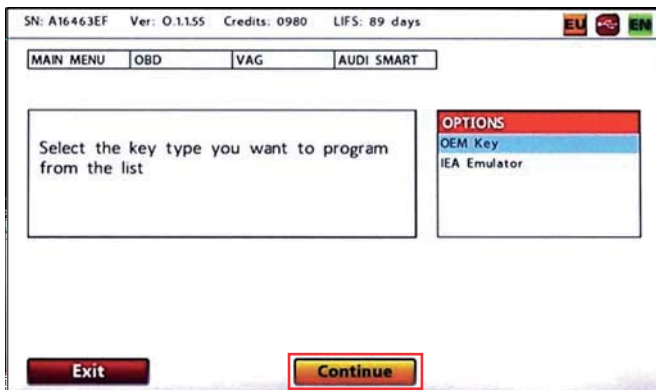 SN: A16463EF Ver: 0.1.1.55 Credits: 0980 LIFS: 89 days EU EN
MAIN MENU OBD VAG AUDI SMART
OPTIONS
Select the key type you want to program
from the list
OEM Key
IEA Emulator
Exit Continue